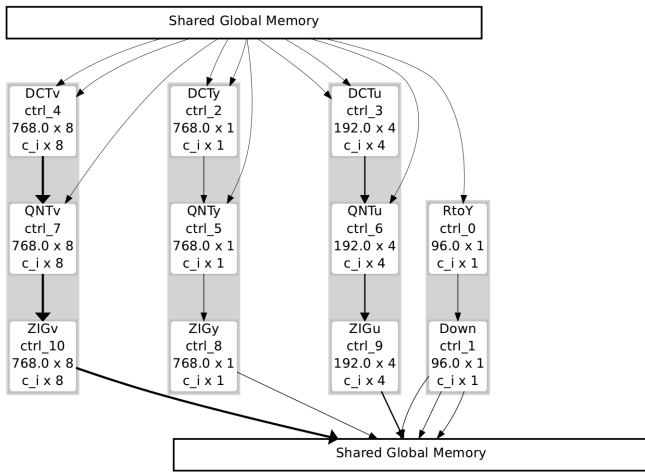 Shared Global Memory
DCTv
ctrl_4
768.0 x 8
c_i x 8
DCTy
ctrl_2
768.0 x 1
c_i x 1
DCTu
ctrl_3
192.0 x 4
c_i x 4
QNTv
ctrl_7
768.0 x 8
c_i x 8
QNTy
ctrl_5
768.0 x 1
c_i x 1
QNTu
ctrl_6
192.0 x 4
c_i x 4
RtoY
ctrl_0
96.0 x 1
c_i x 1
ZIGv
ctrl_10
768.0 x 8
c_i x 8
ZIGy
ctrl_8
768.0 x 1
c_i x 1
ZIGu
ctrl_9
192.0 x 4
c_i x 4
Down
ctrl_1
96.0 x 1
c_i x 1
Shared Global Memory